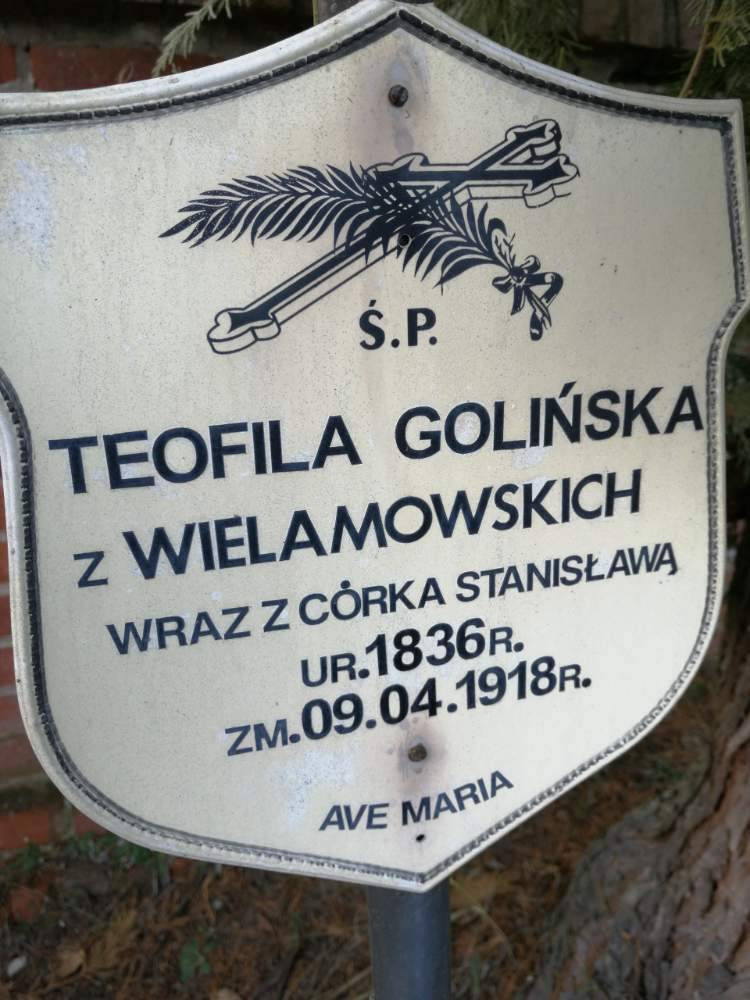 Ś.P.
TEOFILA GOLIŃSKA
z WIELAMOWSKICH
WRAZ Z CÓRKA STANISŁAWĄ
UR.1836R.
ZM.09.04.1918R.
AVE MARIA